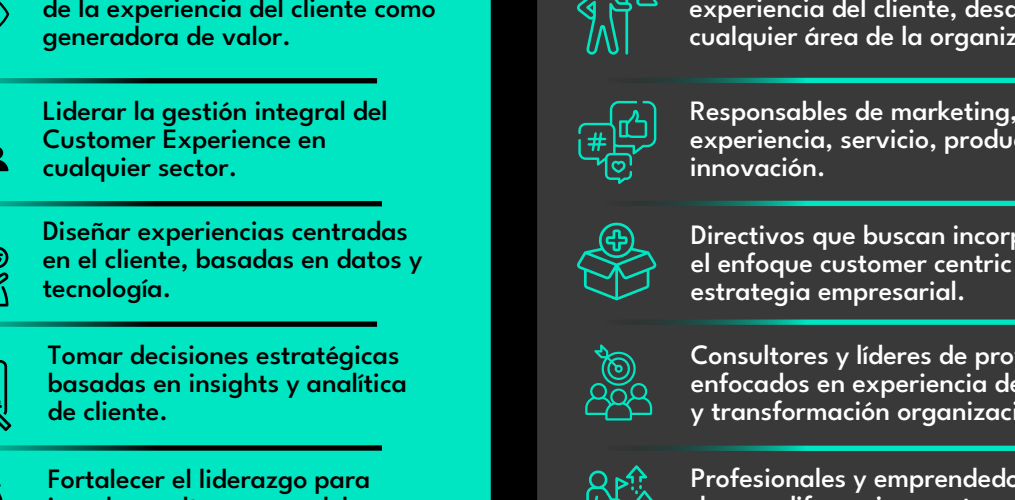 de la experiencia del cliente como
generadora de valor.
Liderar la gestión integral del
Customer Experience en
cualquier sector.
Diseñar experiencias centradas
en el cliente, basadas en datos y
tecnología.
Tomar decisiones estratégicas
basadas en insights y analítica
de cliente.
Fortalecer el liderazgo para
experiencia del cliente,
cualquier área de la
Responsables de marketing,
experiencia, servicio,
innovación.
#
Directivos que buscan
el enfoque customer centric
estrategia empresarial.
Consultores y líderes de
enfocados en experiencia
y transformación
Profesionales y